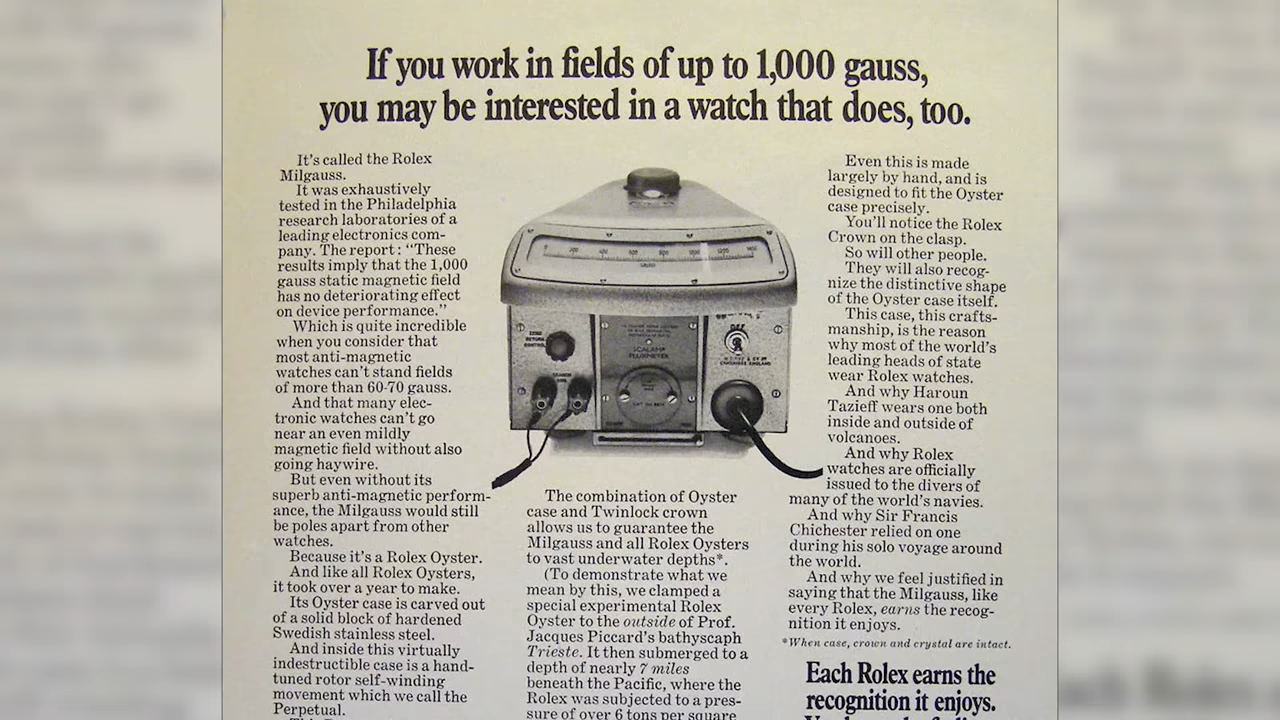 If you work in fields of up to 1,000 gauss,
you may be interested in a watch that does, too.
It's called the Rolex
Milgauss.
It was exhaustively
tested in the Philadelphia
research laboratories of a
leading electronics com-
pany. The report: “These
results imply that the 1,000
gauss static magnetic field
has no deteriorating effect
on device performance.”
Which is quite incredible
when you consider that
most anti-magnetic
watches can't stand fields
of more than 60-70 gauss.
And that many elec-
tronic watches can't go
near an even mildly
magnetic field without also
going haywire.
But even without its
superb anti-magnetic perform-
ance, the Milgauss would still
be poles apart from other
watches.
Because it's a Rolex Oyster.
And like all Rolex Oysters,
it took over a year to make.
Its Oyster case is carved out
of a solid block of hardened
Swedish stainless steel.
And inside this virtually
indestructible case is a hand-
tuned rotor self-winding
movement which we call the
Perpetual.
GAUSS
ZERO
RETURN
CONTROL
SEARCH
COIL
SCALAMP
FLUXMETER
OFF
The combination of Oyster
case and Twinlock crown
allows us to guarantee the
Milgauss and all Rolex Oysters
to vast underwater depths*.
(To demonstrate what we
mean by this, we clamped a
special experimental Rolex
Oyster to the outside of Prof.
Jacques Piccard's bathyscaph
Trieste. It then submerged to a
depth of nearly 7 miles
beneath the Pacific, where the
Rolex was subjected to a pres-
sure of over 6 tons per square
Even this is made
largely by hand, and is
designed to fit the Oyster
case precisely.
You'll notice the Rolex
Crown on the clasp.
So will other people.
They will also recog-
nize the distinctive shape
of the Oyster case itself.
This case, this crafts-
manship, is the reason
why most of the world's
leading heads of state
wear Rolex watches.
And why Haroun
Tazieff wears one both
inside and outside of
volcanoes.
And why Rolex
watches are officially
issued to the divers of
many of the world's navies.
And why Sir Francis
Chichester relied on one
during his solo voyage around
the world.
And why we feel justified in
saying that the Milgauss, like
every Rolex, earns the recog-
nition it enjoys.
*When case, crown and crystal are intact.
Each Rolex earns the
recognition it enjoys.